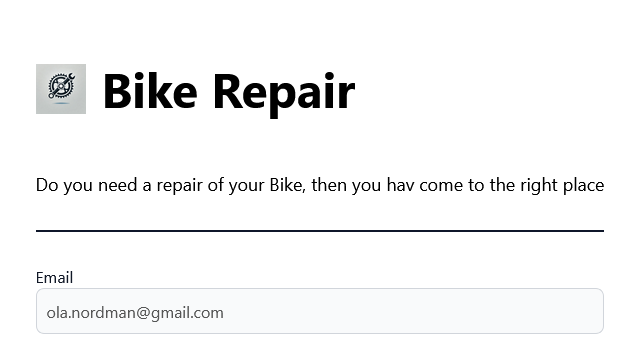 Bike Repair
Do you need a repair of your Bike, then you hav come to the right place
Email
ola.nordman@gmail.com